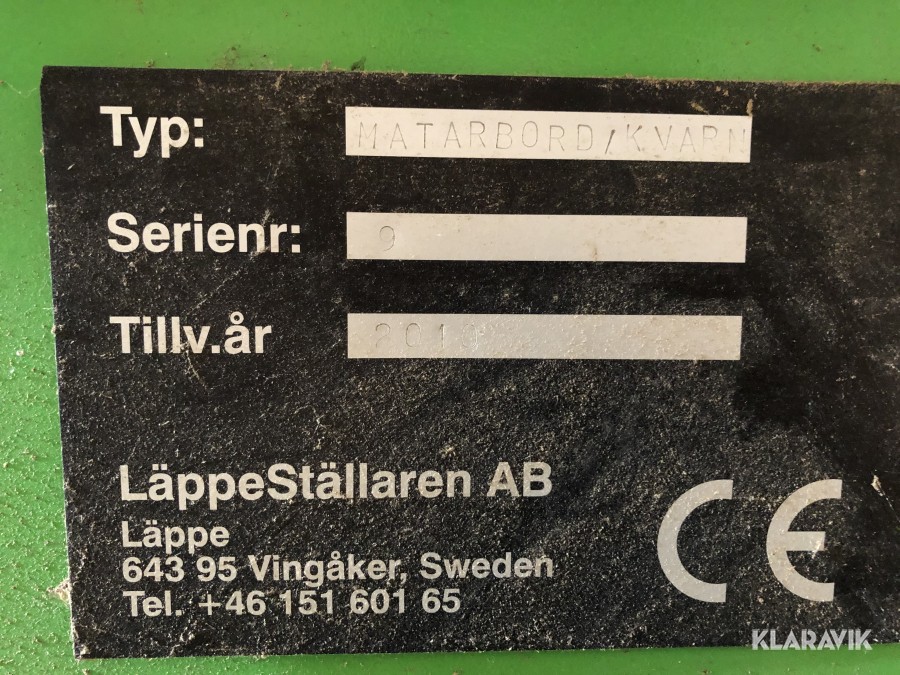 Typ: MATARBORD/KVARN
Serienr: 9
Tillv.år 2010
LäppeStällaren AB
Läppe
643 95 Vingåker, Sweden
Tel. +46 151 601 65
CE
KLARAVIK